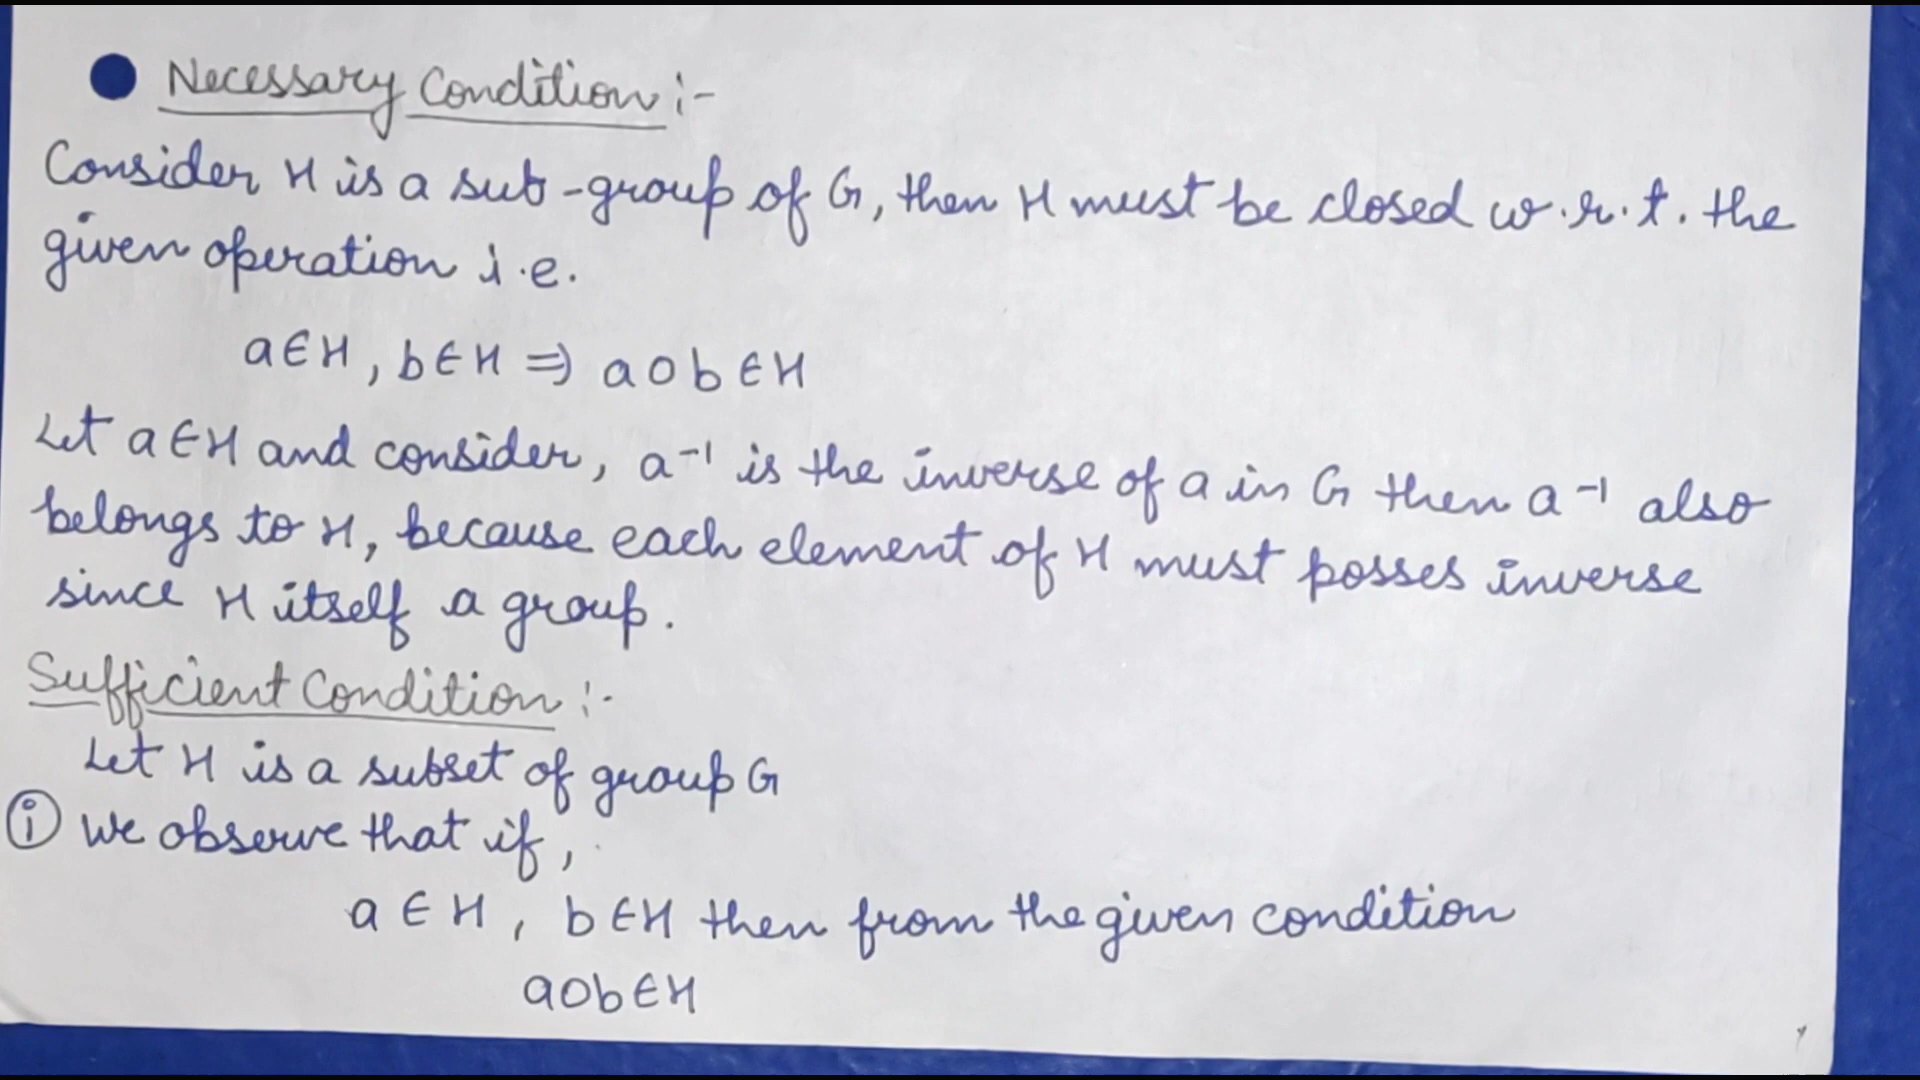 Necessary Condition :-
Consider H is a sub-group of G, then H must be closed w.r.t. the
given operation i.e.
a∈H, b∈H ⇒ aob∈H
Let a∈H and consider, a⁻¹ is the inverse of a in G then a⁻¹ also
belongs to H, because each element of H must posses inverse
since H itself a group.
Sufficient Condition :-
Let H is a subset of group G
(i) we observe that if,
a∈H, b∈H then from the given condition
aob∈H